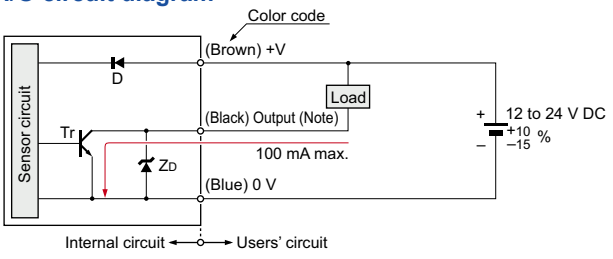 I/O circuit diagram
Color code
(Brown) +V
D
Load
(Black) Output (Note)
Tr
Sensor circuit
100 mA max.
ZD
(Blue) 0 V
+
12 to 24 V DC
+10
–15 %
–
Internal circuit
Users' circuit